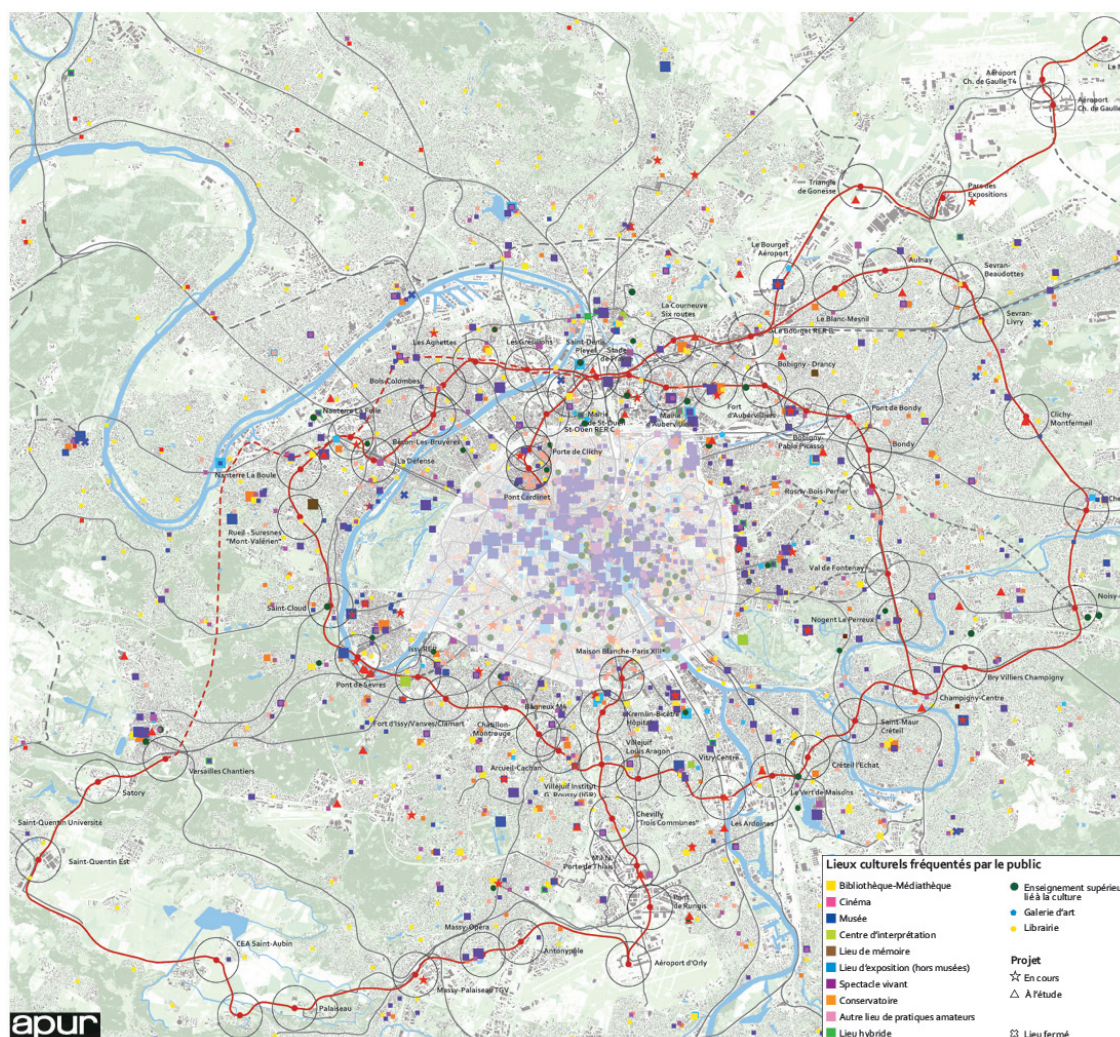 Aéroport
Ch. de Gaulle T4
Aéroport
Ch. de Gaulle
Triangle
de Gonesse
Parc des
Expositions
Le Bourget
Aéroport
Aulnay
Sevran-
Beaudottes
La Courneuve
Six routes
Le Blanc-Mesnil
Sevran-
Livry
Les Agnettes
Les Grésillons
Saint-Denis
Pleyel
Stade
de France
Le Bourget RER
Bobigny - Drancy
Bois-Colombes
Nanterre La Folie
Mairie
de St-Ouen
St-Ouen RER C
Mairie
d'Aubervilliers
Fort
d'Aubervilliers
Pont de Bondy
Clichy-
Montfermeil
Bécon-Les-Bruyères
La Défense
Porte de Clichy
Bobigny-
Pablo Picasso
Bondy
Nanterre La Boule
Pont Cardinet
Rosny-Bois-Perrier
Rueil - Suresnes
"Mont-Valérien"
Val de Fontenay
Saint-Cloud
Nogent Le Perreux
Noisy-
Issy RER
Maison Blanche-Paris XIIIe
Pont de Sèvres
Bry Villiers Champigny
Champigny-Centre
Fort d'Issy/Vanves/Clamart
Châtillon-
Montrouge
Bagneux M4
Kremlin-Bicêtre
Hôpital
Saint-Maur
Créteil
Villejuif
Louis Aragon
Vitry Centre
Versailles Chantiers
Arcueil-Cachan
Créteil l'Echat
Satory
Villejuif Institut
G. Roussy (IGR)
Le Vert de Maisons
Saint-Quentin Université
Chevilly
"Trois Communes"
Les Ardoines
Saint-Quentin Est
Porte de Thiais
Pont
de Rungis
CEA Saint-Aubin
Massy-Opéra
Antonypole
Aéroport d'Orly
Massy-Palaiseau TGV
Palaiseau
Lieux culturels fréquentés par le public
Bibliothèque-Médiathèque
Cinéma
Musée
Centre d'interprétation
Lieu de mémoire
Lieu d'exposition (hors musées)
Spectacle vivant
Conservatoire
Autre lieu de pratiques amateurs
Lieu hybride
Enseignement supérieu
lié à la culture
Galerie d'art
Librairie
Projet
En cours
À l'étude
Lieu fermé
apur